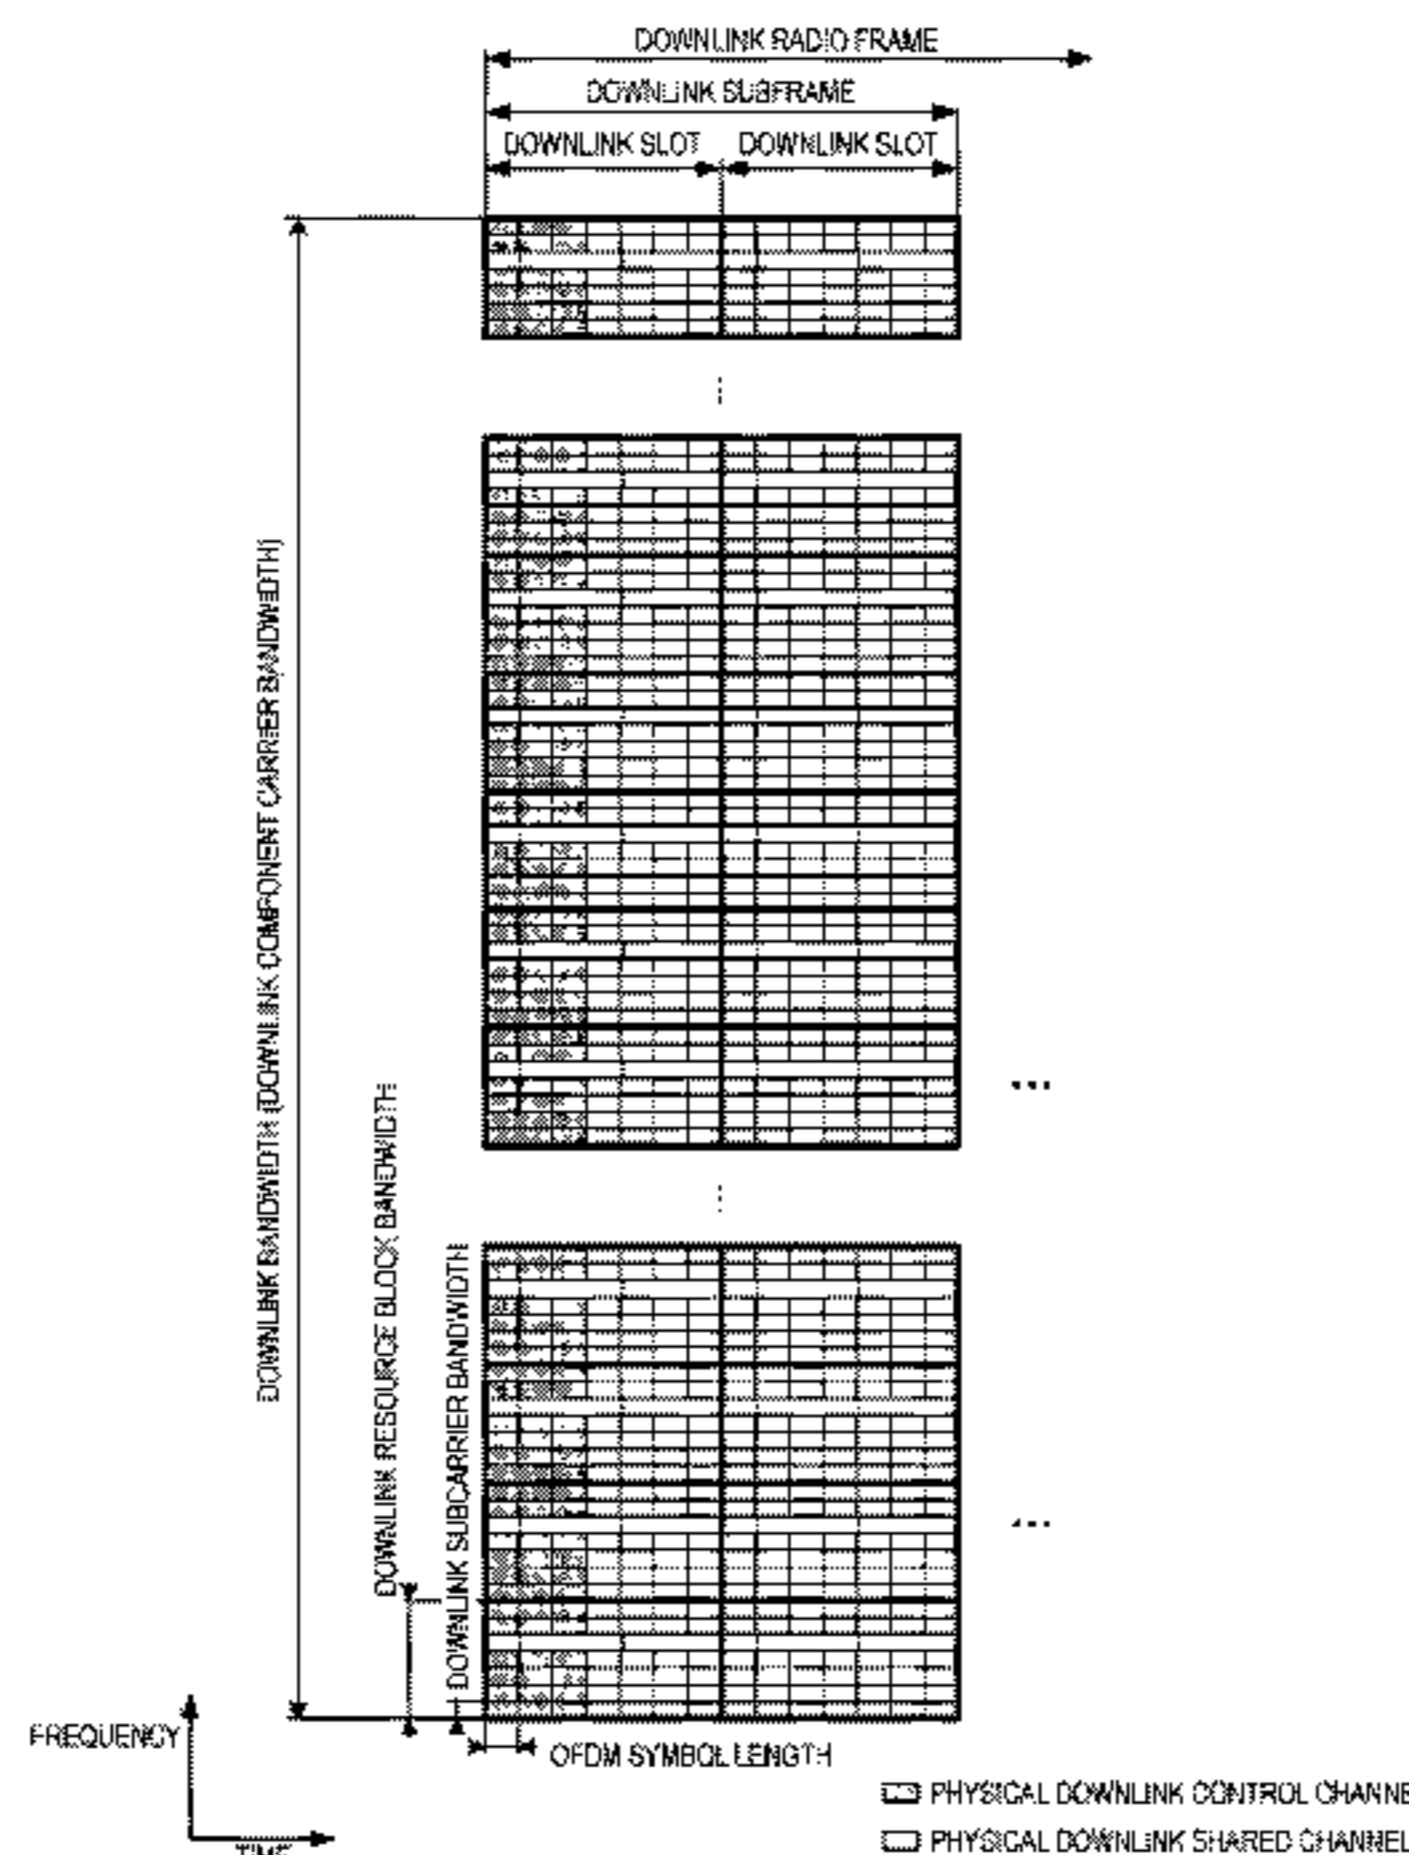 DOWNLINK RADIO FRAME
DOWNLINK SUBFRAME
DOWNLINK SLOT DOWNLINK SLOT
DOWNLINK BANDWIDTH (DOWNLINK COMPONENT CARRIER BANDWIDTH)
DOWNLINK RESOURCE BLOCK BANDWIDTH
DOWNLINK SUBCARRIER BANDWIDTH
...
...
FREQUENCY
OFDM SYMBOL LENGTH
TIME
PHYSICAL DOWNLINK CONTROL CHANNE
PHYSICAL DOWNLINK SHARED CHANNEL